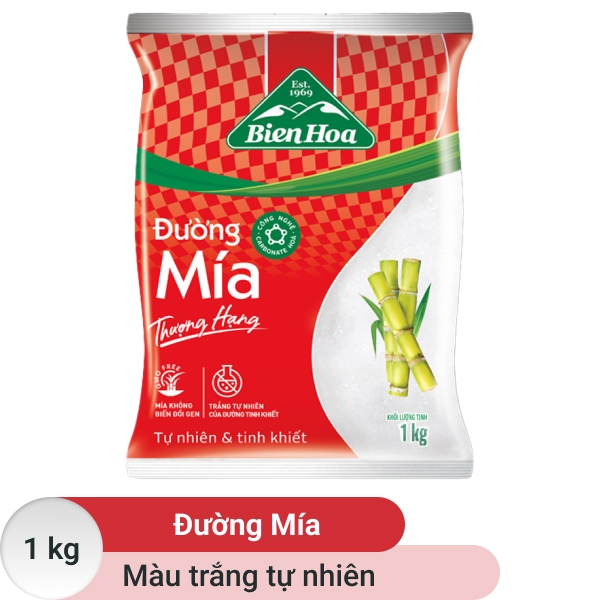 Est.
1969
Bien Hoa
Đường
Mía
Thượng Hạng
CÔNG NGHỆ
CARBONATE HOÁ
GMO FREE
MÍA KHÔNG
BIẾN ĐỔI GEN
TRẮNG TỰ NHIÊN
CỦA ĐƯỜNG TINH KHIẾT
Tự nhiên & tinh khiết
KHỐI LƯỢNG TỊNH
1 kg
1 kg
Đường Mía
Màu trắng tự nhiên